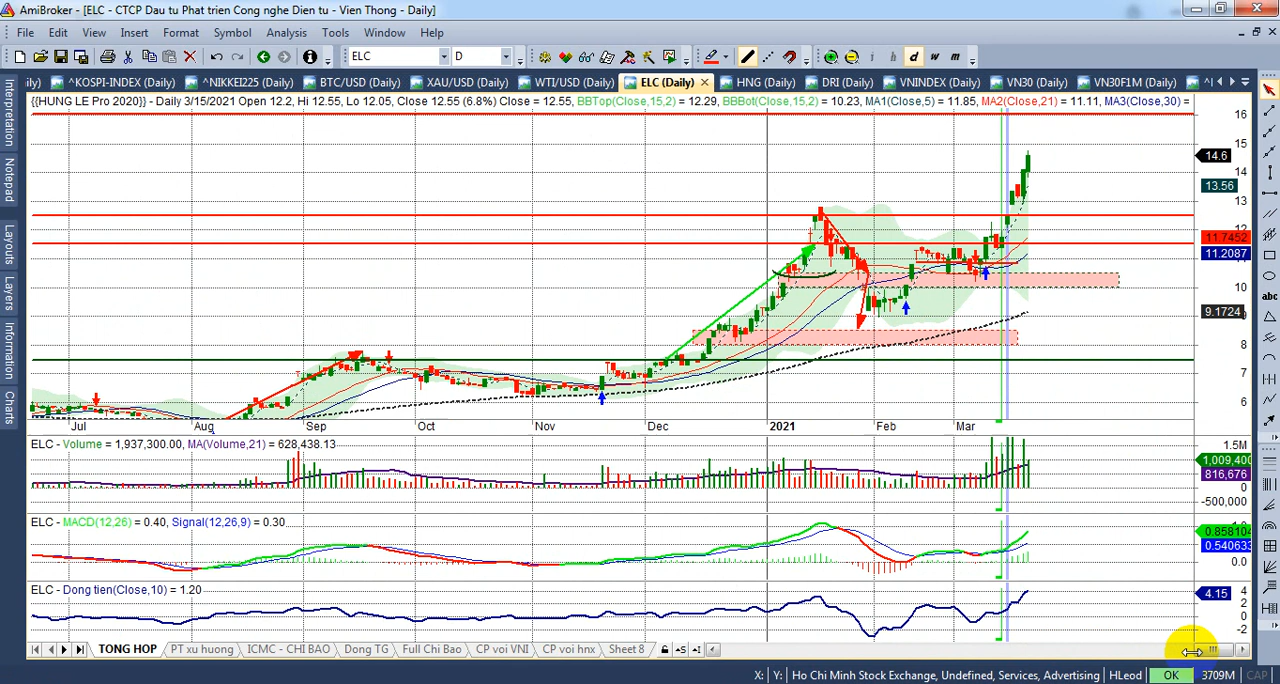 AmiBroker - [ELC - CTCP Dau tu Phat trien Cong nghe Dien tu - Vien Thong - Daily]
File Edit View Insert Format Symbol Analysis Tools Window Help
ELC D i h d w m
ily) ^KOSPI-INDEX (Daily) ^NIKKEI225 (Daily) BTC/USD (Daily) XAU/USD (Daily) WTI/USD (Daily) ELC (Daily) HNG (Daily) DRI (Daily) VNINDEX (Daily) VN30 (Daily) VN30F1M (Daily)
{{HUNG LE Pro 2020}} - Daily 3/15/2021 Open 12.2, Hi 12.55, Lo 12.05, Close 12.55 (6.8%) Close = 12.55, BBTop(Close,15,2) = 12.29, BBBot(Close,15,2) = 10.23, MA1(Close,5) = 11.85, MA2(Close,21) = 11.11, MA3(Close,30) =
Interpretation
Notepad
Layouts
Layers
Information
Charts
abc
16
15
14.6
14
13.56
13
12
11.7452
11.2087
10
9.1724
8
7
6
Jul Aug Sep Oct Nov Dec 2021 Feb Mar
ELC - Volume = 1,937,300.00, MA(Volume,21) = 628,438.13
1.5M
1,009,400
816,676
0
-500,000
ELC - MACD(12,26) = 0.40, Signal(12,26,9) = 0.30
0.858104
0.540633
0.0
ELC - Dong tien(Close,10) = 1.20
4.15
4
2
0
-2
TONG HOP PT xu huong ICMC - CHI BAO Dong TG Full Chi Bao CP voi VNI CP voi hnx Sheet 8
X: Y: Ho Chi Minh Stock Exchange, Undefined, Services, Advertising HLeod OK 3709M CAP